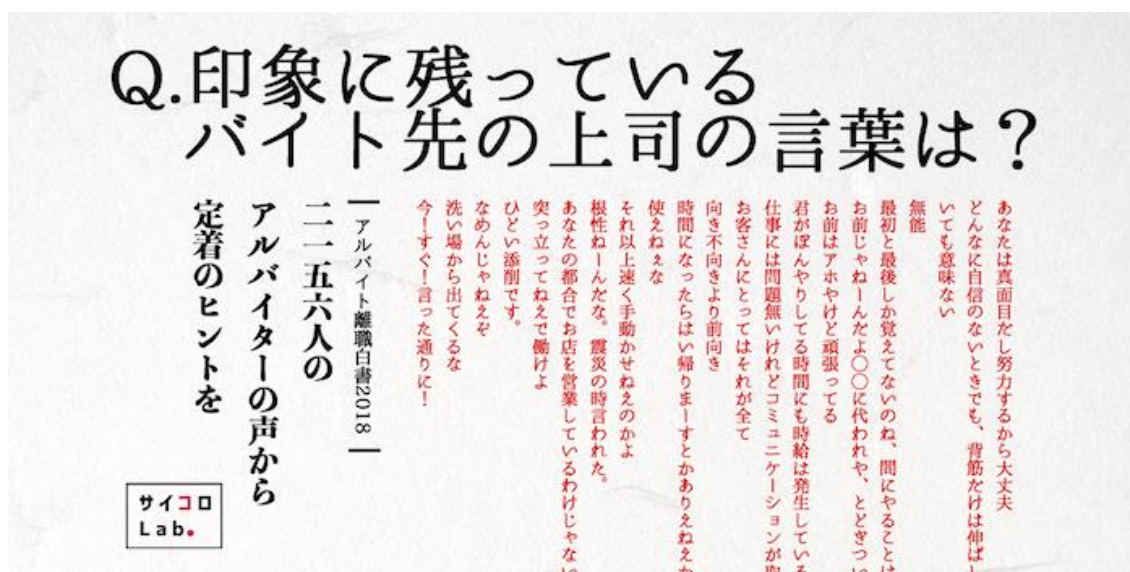 Q.印象に残っている
バイト先の上司の言葉は？
あなたは真面目だし努力するから大丈夫
どんなに自信のないときでも、背筋だけは伸ばし
いても意味ない
無能
最初と最後しか覚えてないのね、間にやることは
お前じゃねーんだよ〇〇に代われや、とどぎつい
お前はアホやけど頑張ってる
君がぼんやりしてる時間にも時給は発生している
仕事には問題無いけれどコミュニケーションが取
お客さんにとってはそれが全て
向き不向きより前向き
時間になったらはい帰りまーすとかありえねえか
使えねぇな
それ以上速く手動かせねえのかよ
根性ねーんだな。震災の時言われた。
あなたの都合でお店を営業しているわけじゃない
突っ立ってねえで働けよ
ひどい添削です。
なめんじゃねえぞ
洗い場から出てくるな
今！すぐ！言った通りに！
アルバイト離職白書2018
二一五六人の
アルバイターの声から
定着のヒントを
サイコロ
Lab.